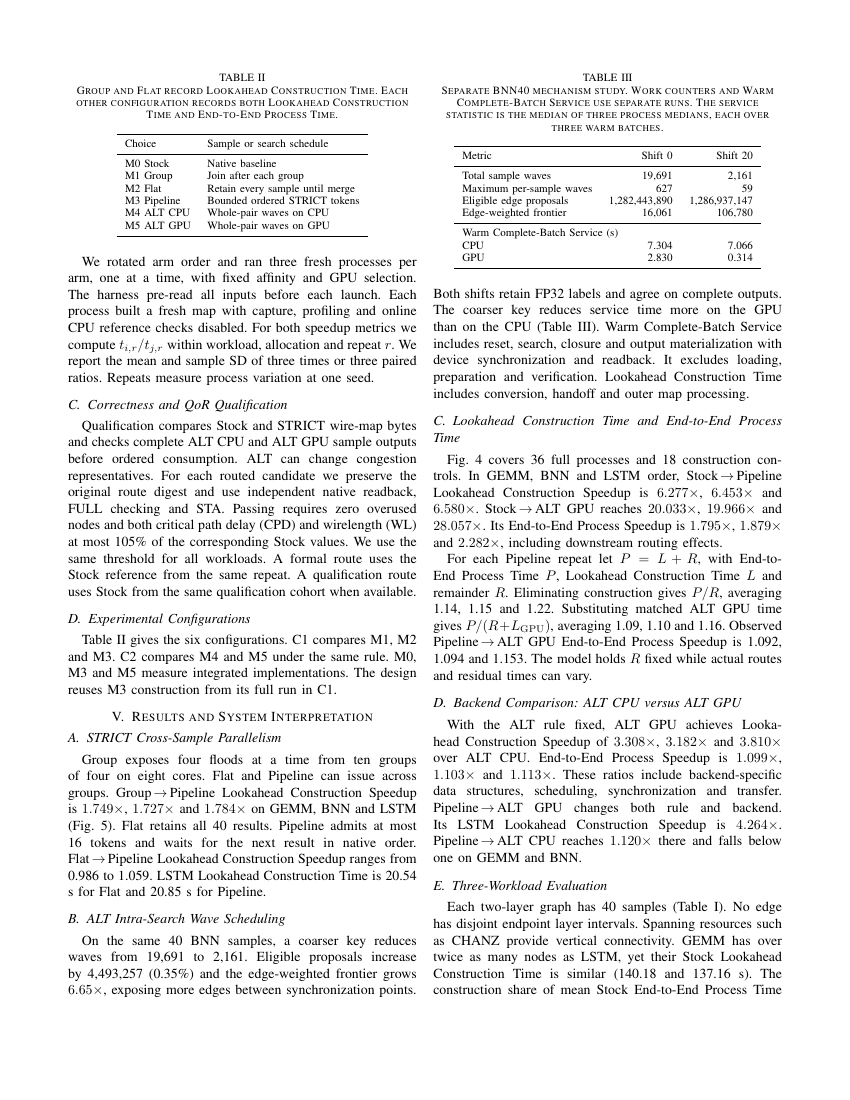 TABLE II
GROUP AND FLAT RECORD LOOKAHEAD CONSTRUCTION TIME. EACH
OTHER CONFIGURATION RECORDS BOTH LOOKAHEAD CONSTRUCTION
TIME AND END-TO-END PROCESS TIME.
Choice Sample or search schedule
M0 Stock Native baseline
M1 Group Join after each group
M2 Flat Retain every sample until merge
M3 Pipeline Bounded ordered STRICT tokens
M4 ALT CPU Whole-pair waves on CPU
M5 ALT GPU Whole-pair waves on GPU
We rotated arm order and ran three fresh processes per
arm, one at a time, with fixed affinity and GPU selection.
The harness pre-read all inputs before each launch. Each
process built a fresh map with capture, profiling and online
CPU reference checks disabled. For both speedup metrics we
compute t_{i,r}/t_{j,r} within workload, allocation and repeat r. We
report the mean and sample SD of three times or three paired
ratios. Repeats measure process variation at one seed.
C. Correctness and QoR Qualification
Qualification compares Stock and STRICT wire-map bytes
and checks complete ALT CPU and ALT GPU sample outputs
before ordered consumption. ALT can change congestion
representatives. For each routed candidate we preserve the
original route digest and use independent native readback,
FULL checking and STA. Passing requires zero overused
nodes and both critical path delay (CPD) and wirelength (WL)
at most 105% of the corresponding Stock values. We use the
same threshold for all workloads. A formal route uses the
Stock reference from the same repeat. A qualification route
uses Stock from the same qualification cohort when available.
D. Experimental Configurations
Table II gives the six configurations. C1 compares M1, M2
and M3. C2 compares M4 and M5 under the same rule. M0,
M3 and M5 measure integrated implementations. The design
reuses M3 construction from its full run in C1.
V. RESULTS AND SYSTEM INTERPRETATION
A. STRICT Cross-Sample Parallelism
Group exposes four floods at a time from ten groups
of four on eight cores. Flat and Pipeline can issue across
groups. Group→Pipeline Lookahead Construction Speedup
is 1.749×, 1.727× and 1.784× on GEMM, BNN and LSTM
(Fig. 5). Flat retains all 40 results. Pipeline admits at most
16 tokens and waits for the next result in native order.
Flat→Pipeline Lookahead Construction Speedup ranges from
0.986 to 1.059. LSTM Lookahead Construction Time is 20.54
s for Flat and 20.85 s for Pipeline.
B. ALT Intra-Search Wave Scheduling
On the same 40 BNN samples, a coarser key reduces
waves from 19,691 to 2,161. Eligible proposals increase
by 4,493,257 (0.35%) and the edge-weighted frontier grows
6.65×, exposing more edges between synchronization points.
TABLE III
SEPARATE BNN40 MECHANISM STUDY. WORK COUNTERS AND WARM
COMPLETE-BATCH SERVICE USE SEPARATE RUNS. THE SERVICE
STATISTIC IS THE MEDIAN OF THREE PROCESS MEDIANS, EACH OVER
THREE WARM BATCHES.
Metric Shift 0 Shift 20
Total sample waves 19,691 2,161
Maximum per-sample waves 627 59
Eligible edge proposals 1,282,443,890 1,286,937,147
Edge-weighted frontier 16,061 106,780
Warm Complete-Batch Service (s)
CPU 7.304 7.066
GPU 2.830 0.314
Both shifts retain FP32 labels and agree on complete outputs.
The coarser key reduces service time more on the GPU
than on the CPU (Table III). Warm Complete-Batch Service
includes reset, search, closure and output materialization with
device synchronization and readback. It excludes loading,
preparation and verification. Lookahead Construction Time
includes conversion, handoff and outer map processing.
C. Lookahead Construction Time and End-to-End Process
Time
Fig. 4 covers 36 full processes and 18 construction con-
trols. In GEMM, BNN and LSTM order, Stock→Pipeline
Lookahead Construction Speedup is 6.277×, 6.453× and
6.580×. Stock→ALT GPU reaches 20.033×, 19.966× and
28.057×. Its End-to-End Process Speedup is 1.795×, 1.879×
and 2.282×, including downstream routing effects.
For each Pipeline repeat let P = L + R, with End-to-
End Process Time P, Lookahead Construction Time L and
remainder R. Eliminating construction gives P/R, averaging
1.14, 1.15 and 1.22. Substituting matched ALT GPU time
gives P/(R+L_{GPU}), averaging 1.09, 1.10 and 1.16. Observed
Pipeline→ALT GPU End-to-End Process Speedup is 1.092,
1.094 and 1.153. The model holds R fixed while actual routes
and residual times can vary.
D. Backend Comparison: ALT CPU versus ALT GPU
With the ALT rule fixed, ALT GPU achieves Looka-
head Construction Speedup of 3.308×, 3.182× and 3.810×
over ALT CPU. End-to-End Process Speedup is 1.099×,
1.103× and 1.113×. These ratios include backend-specific
data structures, scheduling, synchronization and transfer.
Pipeline→ALT GPU changes both rule and backend.
Its LSTM Lookahead Construction Speedup is 4.264×.
Pipeline→ALT CPU reaches 1.120× there and falls below
one on GEMM and BNN.
E. Three-Workload Evaluation
Each two-layer graph has 40 samples (Table I). No edge
has disjoint endpoint layer intervals. Spanning resources such
as CHANZ provide vertical connectivity. GEMM has over
twice as many nodes as LSTM, yet their Stock Lookahead
Construction Time is similar (140.18 and 137.16 s). The
construction share of mean Stock End-to-End Process Time